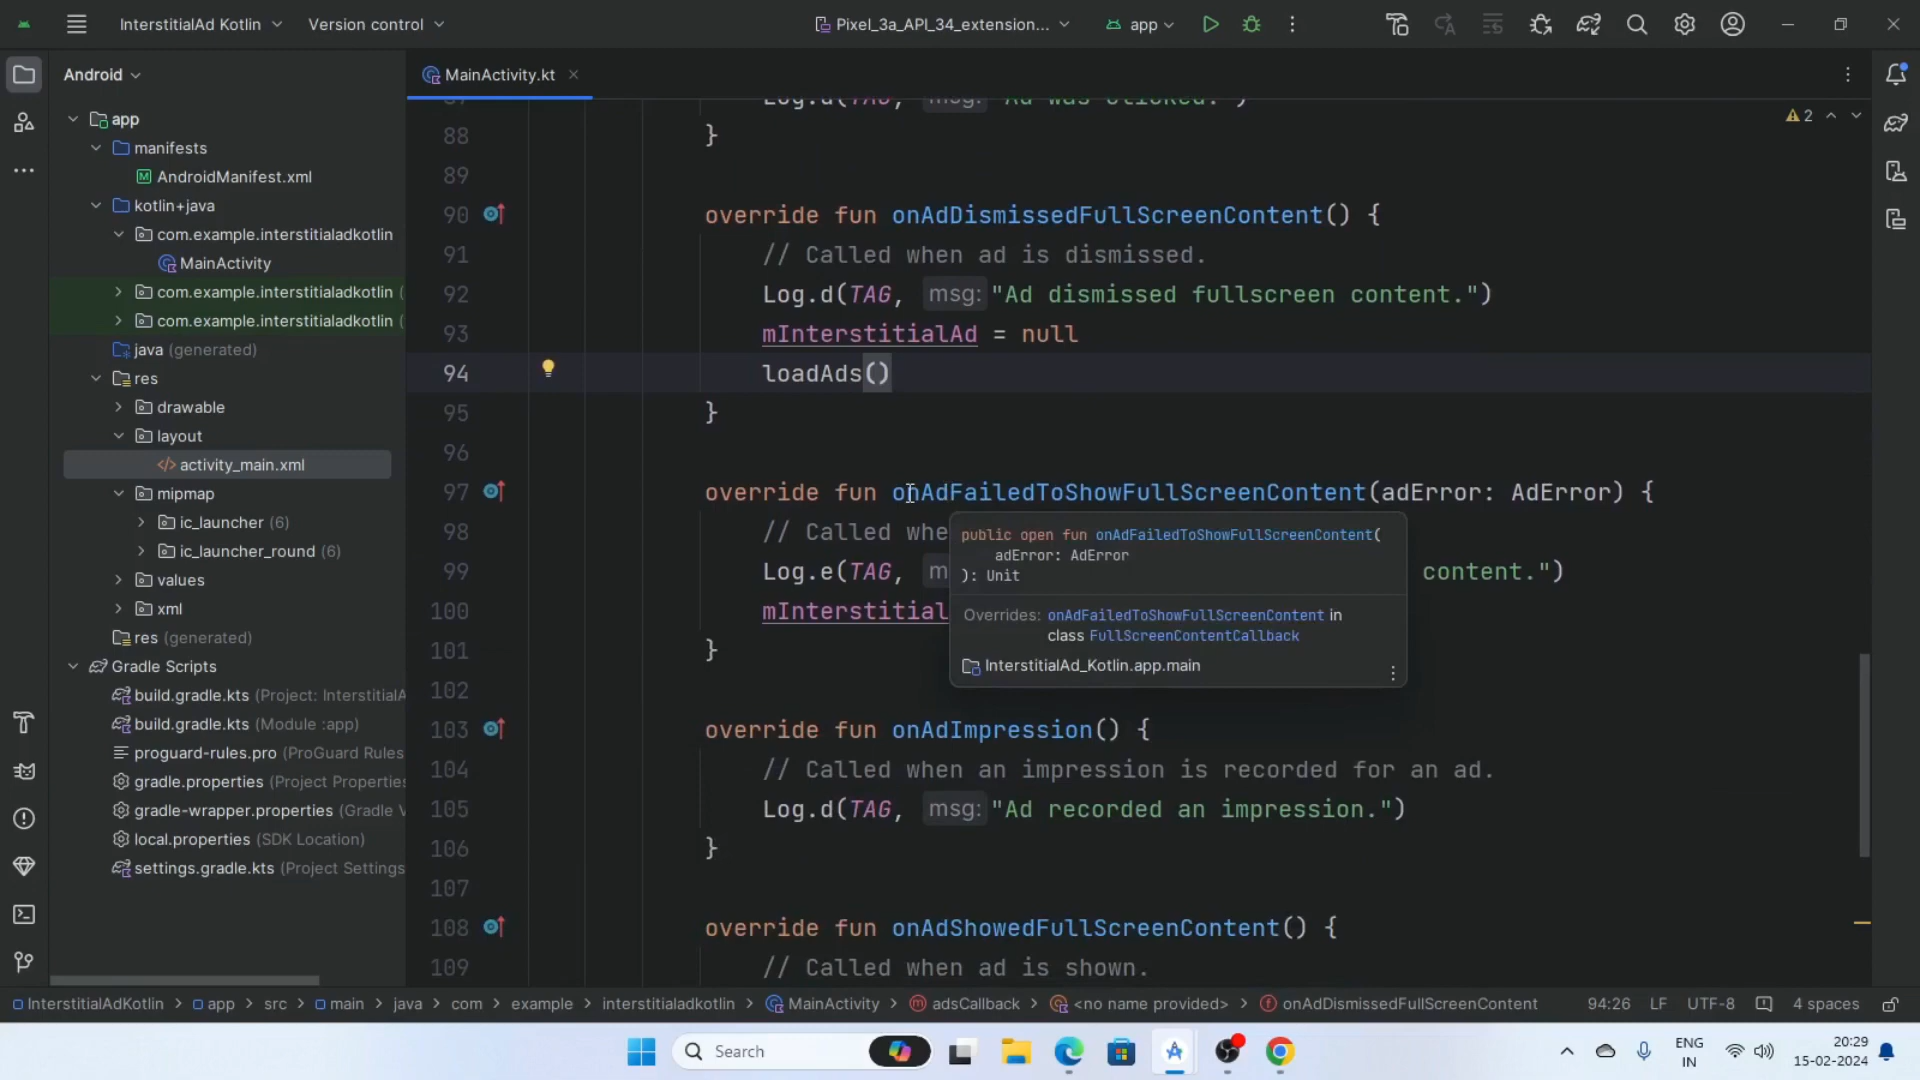 InterstitialAd Kotlin
Version control
Pixel_3a_API_34_extension...
app
Android
MainActivity.kt
app
manifests
AndroidManifest.xml
kotlin+java
com.example.interstitialadkotlin
MainActivity
com.example.interstitialadkotlin (
com.example.interstitialadkotlin (
java (generated)
res
drawable
layout
activity_main.xml
mipmap
ic_launcher (6)
ic_launcher_round (6)
values
xml
res (generated)
Gradle Scripts
build.gradle.kts (Project: InterstitialA
build.gradle.kts (Module :app)
proguard-rules.pro (ProGuard Rules
gradle.properties (Project Properties
gradle-wrapper.properties (Gradle V
local.properties (SDK Location)
settings.gradle.kts (Project Settings
2
87 Log.d(TAG, msg: "Ad was clicked.")
88 }
89
90 override fun onAdDismissedFullScreenContent() {
91 // Called when ad is dismissed.
92 Log.d(TAG, msg: "Ad dismissed fullscreen content.")
93 mInterstitialAd = null
94 loadAds()
95 }
96
97 override fun onAdFailedToShowFullScreenContent(adError: AdError) {
98 // Called whe
99 Log.e(TAG, m content.")
100 mInterstitial
101 }
102
103 override fun onAdImpression() {
104 // Called when an impression is recorded for an ad.
105 Log.d(TAG, msg: "Ad recorded an impression.")
106 }
107
108 override fun onAdShowedFullScreenContent() {
109 // Called when ad is shown.
public open fun onAdFailedToShowFullScreenContent(
adError: AdError
): Unit
Overrides: onAdFailedToShowFullScreenContent in
class FullScreenContentCallback
InterstitialAd_Kotlin.app.main
InterstitialAdKotlin > app > src > main > java > com > example > interstitialadkotlin > MainActivity > adsCallback > <no name provided> > onAdDismissedFullScreenContent 94:26 LF UTF-8 4 spaces
Search
ENG
IN
20:29
15-02-2024